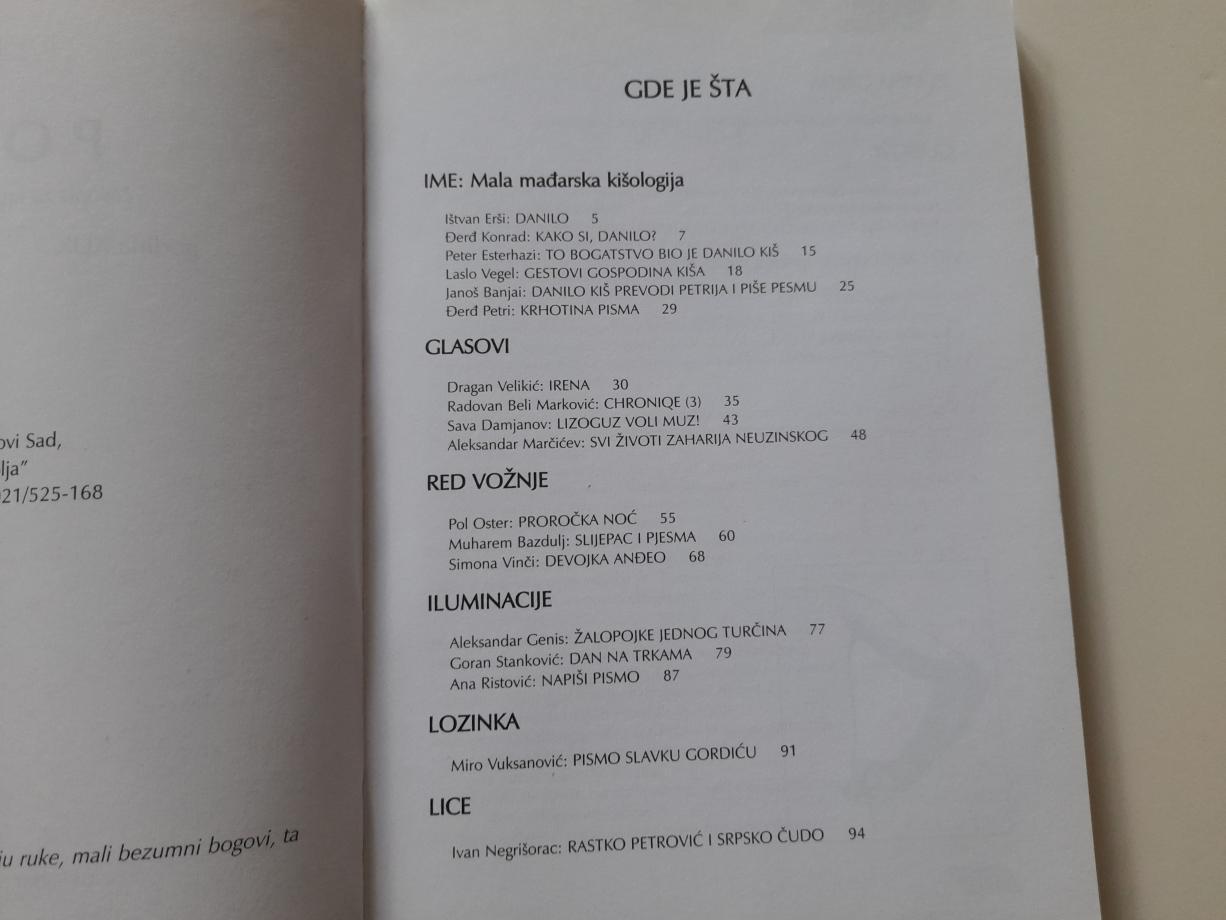 ovi Sad,
lja"
021/525-168
ju ruke, mali bezumni bogovi, ta
GDE JE ŠTA
IME: Mala mađarska kišologija
Ištvan Erši: DANILO 5
Đerđ Konrad: KAKO SI, DANILO? 7
Peter Esterhazi: TO BOGATSTVO BIO JE DANILO KIŠ 15
Laslo Vegel: GESTOVI GOSPODINA KIŠA 18
Janoš Banjai: DANILO KIŠ PREVODI PETRIJA I PIŠE PESMU 25
Đerđ Petri: KRHOTINA PISMA 29
GLASOVI
Dragan Velikić: IRENA 30
Radovan Beli Marković: CHRONIQE (3) 35
Sava Damjanov: LIZOGUZ VOLI MUZ! 43
Aleksandar Marčićev: SVI ŽIVOTI ZAHARIJA NEUZINSKOG 48
RED VOŽNJE
Pol Oster: PROROČKA NOĆ 55
Muharem Bazdulj: SLIJEPAC I PJESMA 60
Simona Vinči: DEVOJKA ANĐEO 68
ILUMINACIJE
Aleksandar Genis: ŽALOPOJKE JEDNOG TURČINA 77
Goran Stanković: DAN NA TRKAMA 79
Ana Ristović: NAPIŠI PISMO 87
LOZINKA
Miro Vuksanović: PISMO SLAVKU GORDIĆU 91
LICE
Ivan Negrišorac: RASTKO PETROVIĆ I SRPSKO ČUDO 94